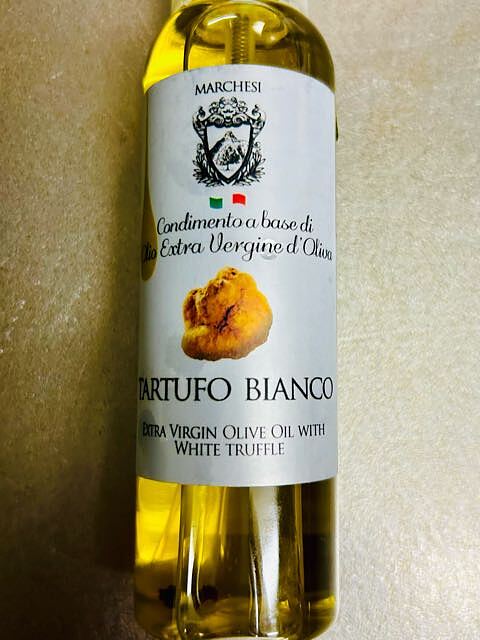 MARCHESI
Condimento a base di
Olio Extra Vergine d'Oliva
TARTUFO BIANCO
EXTRA VIRGIN OLIVE OIL WITH
WHITE TRUFFLE